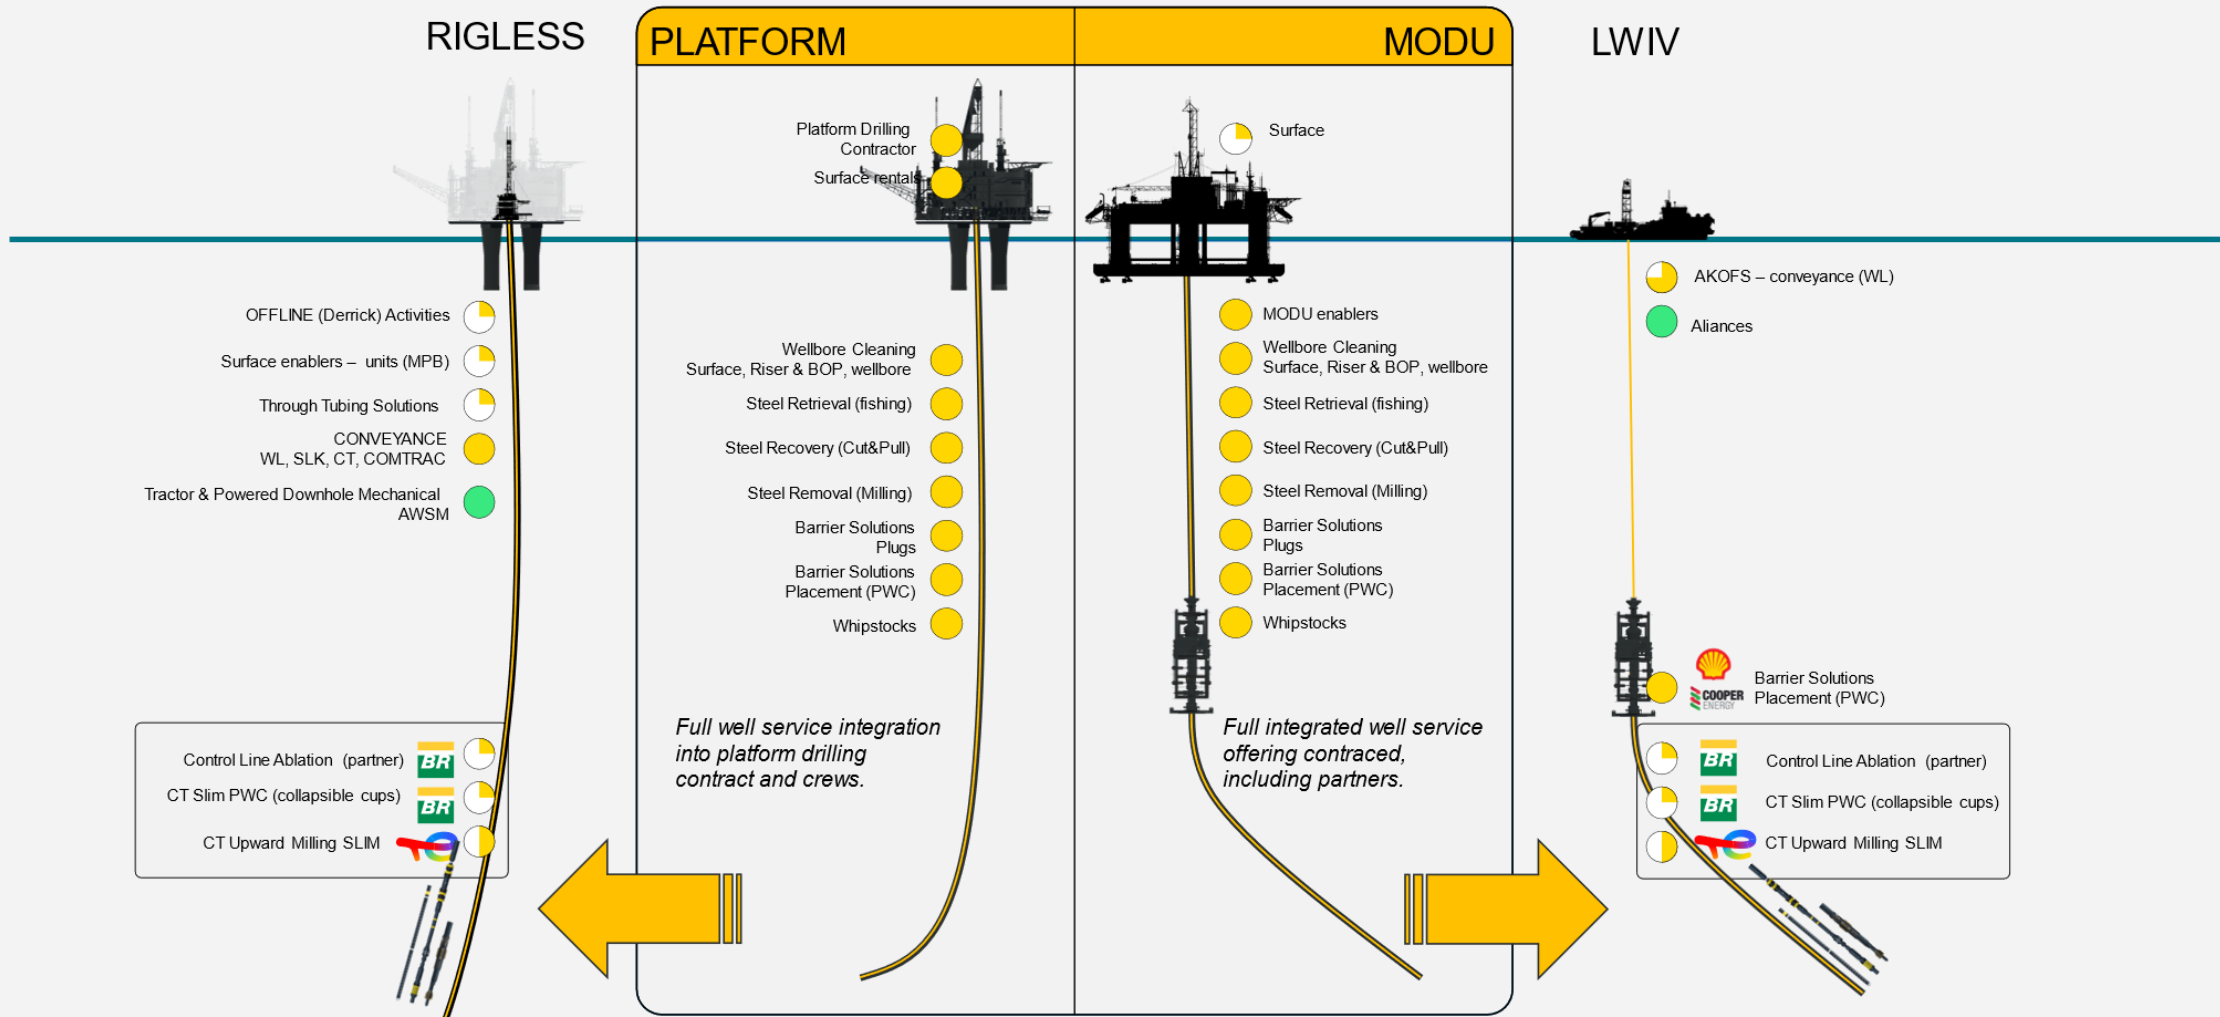 RIGLESS
PLATFORM
MODU
LWIV
OFFLINE (Derrick) Activities
Surface enablers – units (MPB)
Through Tubing Solutions
CONVEYANCE
WL, SLK, CT, COMTRAC
Tractor & Powered Downhole Mechanical
AWSM
Control Line Ablation (partner)
BR
CT Slim PWC (collapsible cups)
BR
CT Upward Milling SLIM
Platform Drilling
Contractor
Surface rentals
Wellbore Cleaning
Surface, Riser & BOP, wellbore
Steel Retrieval (fishing)
Steel Recovery (Cut&Pull)
Steel Removal (Milling)
Barrier Solutions
Plugs
Barrier Solutions
Placement (PWC)
Whipstocks
Full well service integration
into platform drilling
contract and crews.
Surface
MODU enablers
Wellbore Cleaning
Surface, Riser & BOP, wellbore
Steel Retrieval (fishing)
Steel Recovery (Cut&Pull)
Steel Removal (Milling)
Barrier Solutions
Plugs
Barrier Solutions
Placement (PWC)
Whipstocks
Full integrated well service
offering contraced,
including partners.
AKOFS – conveyance (WL)
Aliances
COOPER
ENERGY
Barrier Solutions
Placement (PWC)
BR
Control Line Ablation (partner)
BR
CT Slim PWC (collapsible cups)
CT Upward Milling SLIM